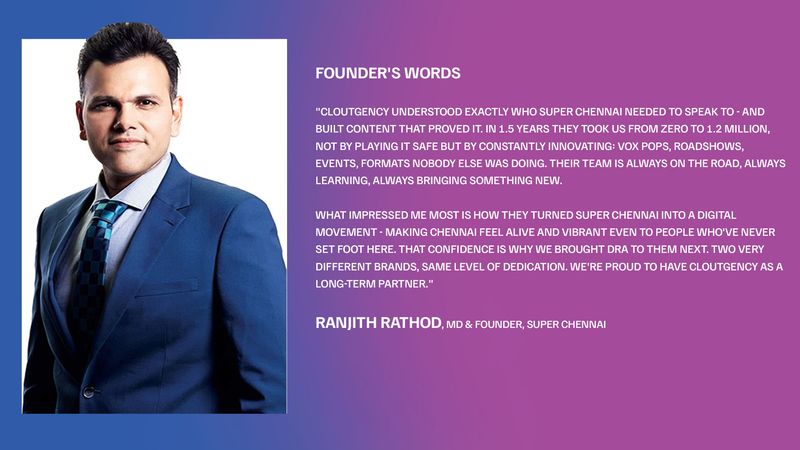 FOUNDER'S WORDS
"CLOUTGENCY UNDERSTOOD EXACTLY WHO SUPER CHENNAI NEEDED TO SPEAK TO - AND
BUILT CONTENT THAT PROVED IT. IN 1.5 YEARS THEY TOOK US FROM ZERO TO 1.2 MILLION,
NOT BY PLAYING IT SAFE BUT BY CONSTANTLY INNOVATING: VOX POPS, ROADSHOWS,
EVENTS, FORMATS NOBODY ELSE WAS DOING. THEIR TEAM IS ALWAYS ON THE ROAD, ALWAYS
LEARNING, ALWAYS BRINGING SOMETHING NEW.
WHAT IMPRESSED ME MOST IS HOW THEY TURNED SUPER CHENNAI INTO A DIGITAL
MOVEMENT - MAKING CHENNAI FEEL ALIVE AND VIBRANT EVEN TO PEOPLE WHO'VE NEVER
SET FOOT HERE. THAT CONFIDENCE IS WHY WE BROUGHT DRA TO THEM NEXT. TWO VERY
DIFFERENT BRANDS, SAME LEVEL OF DEDICATION. WE'RE PROUD TO HAVE CLOUTGENCY AS A
LONG-TERM PARTNER."
RANJITH RATHOD, MD & FOUNDER, SUPER CHENNAI